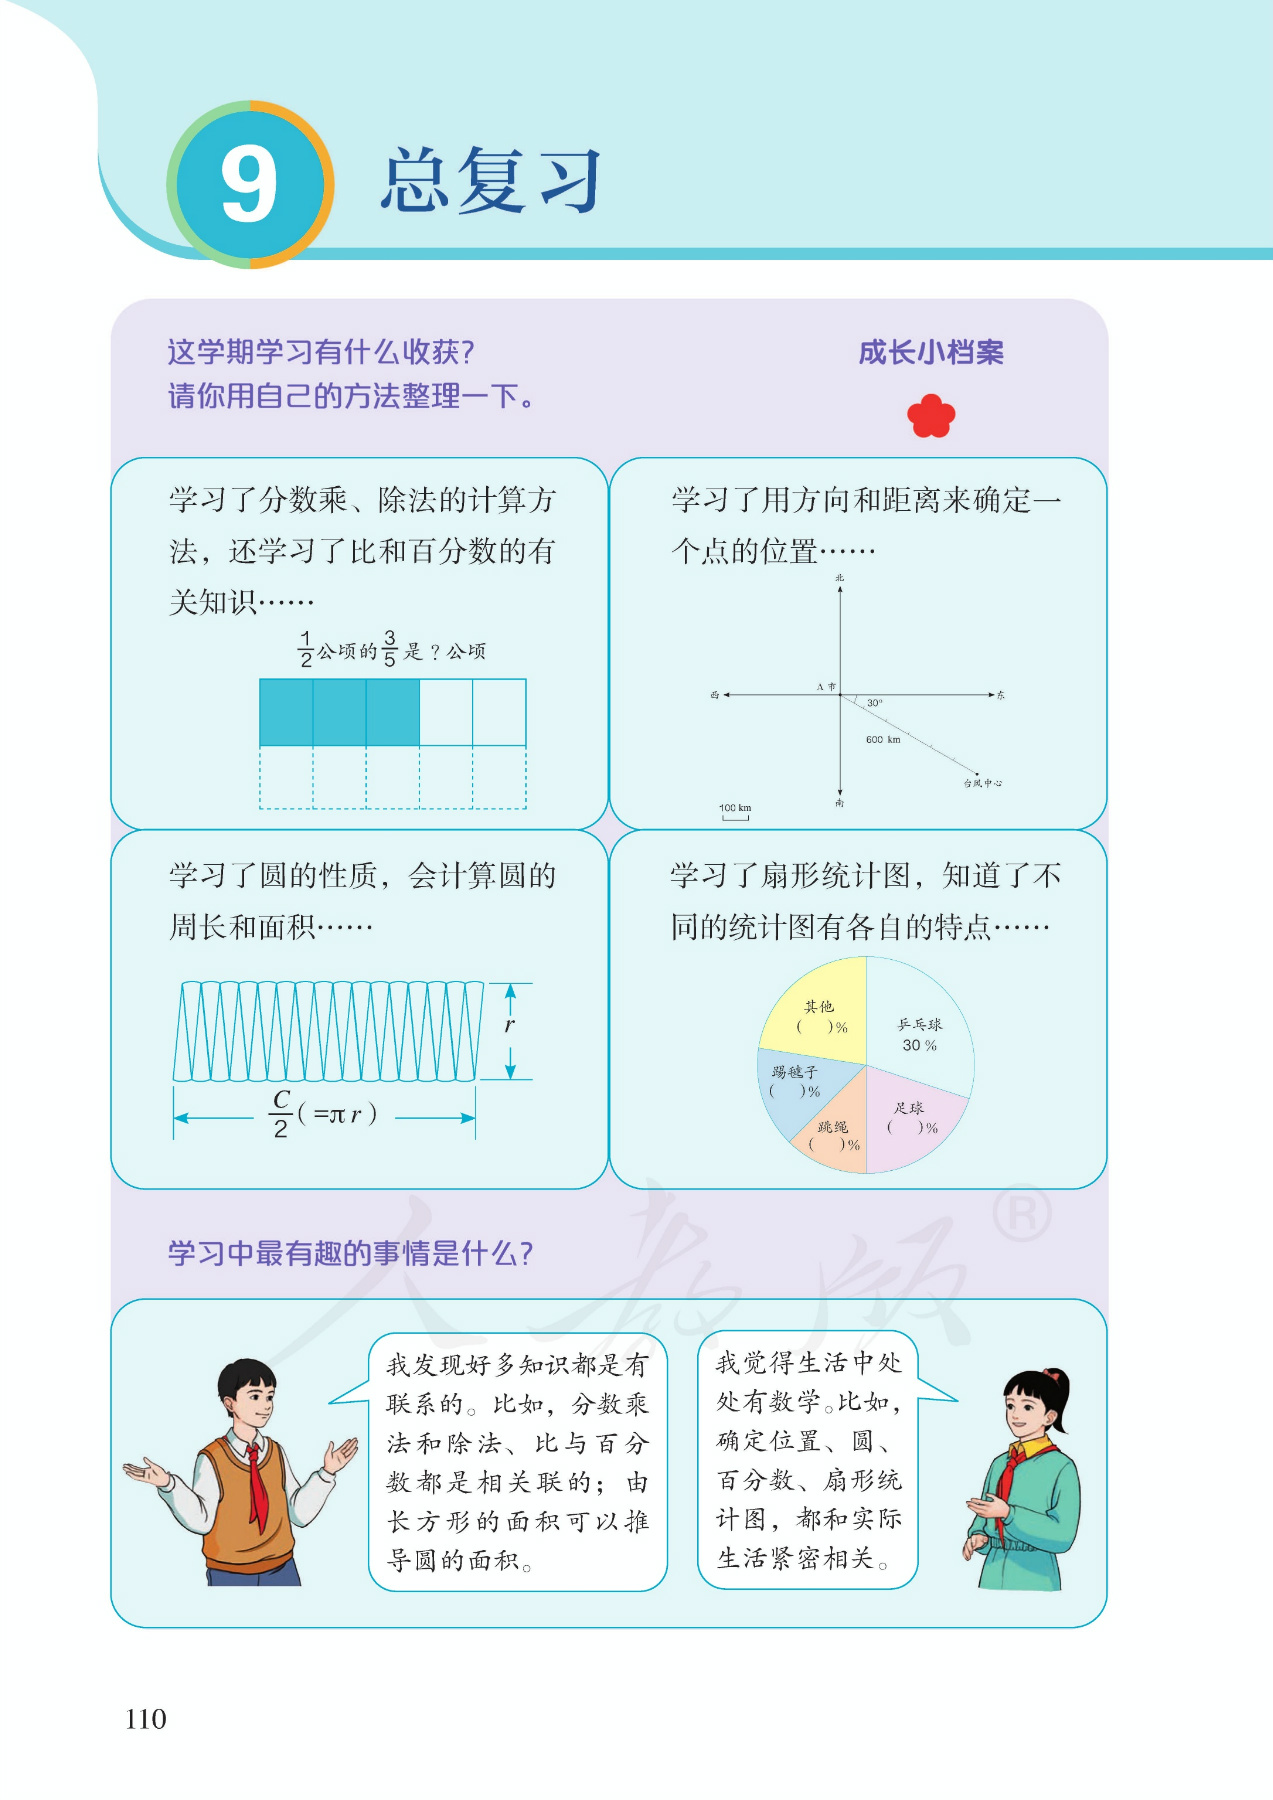 9
总复习
这学期学习有什么收获？
请你用自己的方法整理一下。
成长小档案
学习了分数乘、除法的计算方
法，还学习了比和百分数的有
关知识……
1/2公顷的3/5是？公顷
学习了用方向和距离来确定一
个点的位置……
北
西
A 市
东
30°
600 km
台风中心
南
100 km
学习了圆的性质，会计算圆的
周长和面积……
r
C/2(=πr)
学习了扇形统计图，知道了不
同的统计图有各自的特点……
其他
(　)%
乒乓球
30 %
踢毽子
(　)%
足球
(　)%
跳绳
(　)%
学习中最有趣的事情是什么？
我发现好多知识都是有
联系的。比如，分数乘
法和除法、比与百分
数都是相关联的；由
长方形的面积可以推
导圆的面积。
我觉得生活中处
处有数学。比如，
确定位置、圆、
百分数、扇形统
计图，都和实际
生活紧密相关。
人教版®
110